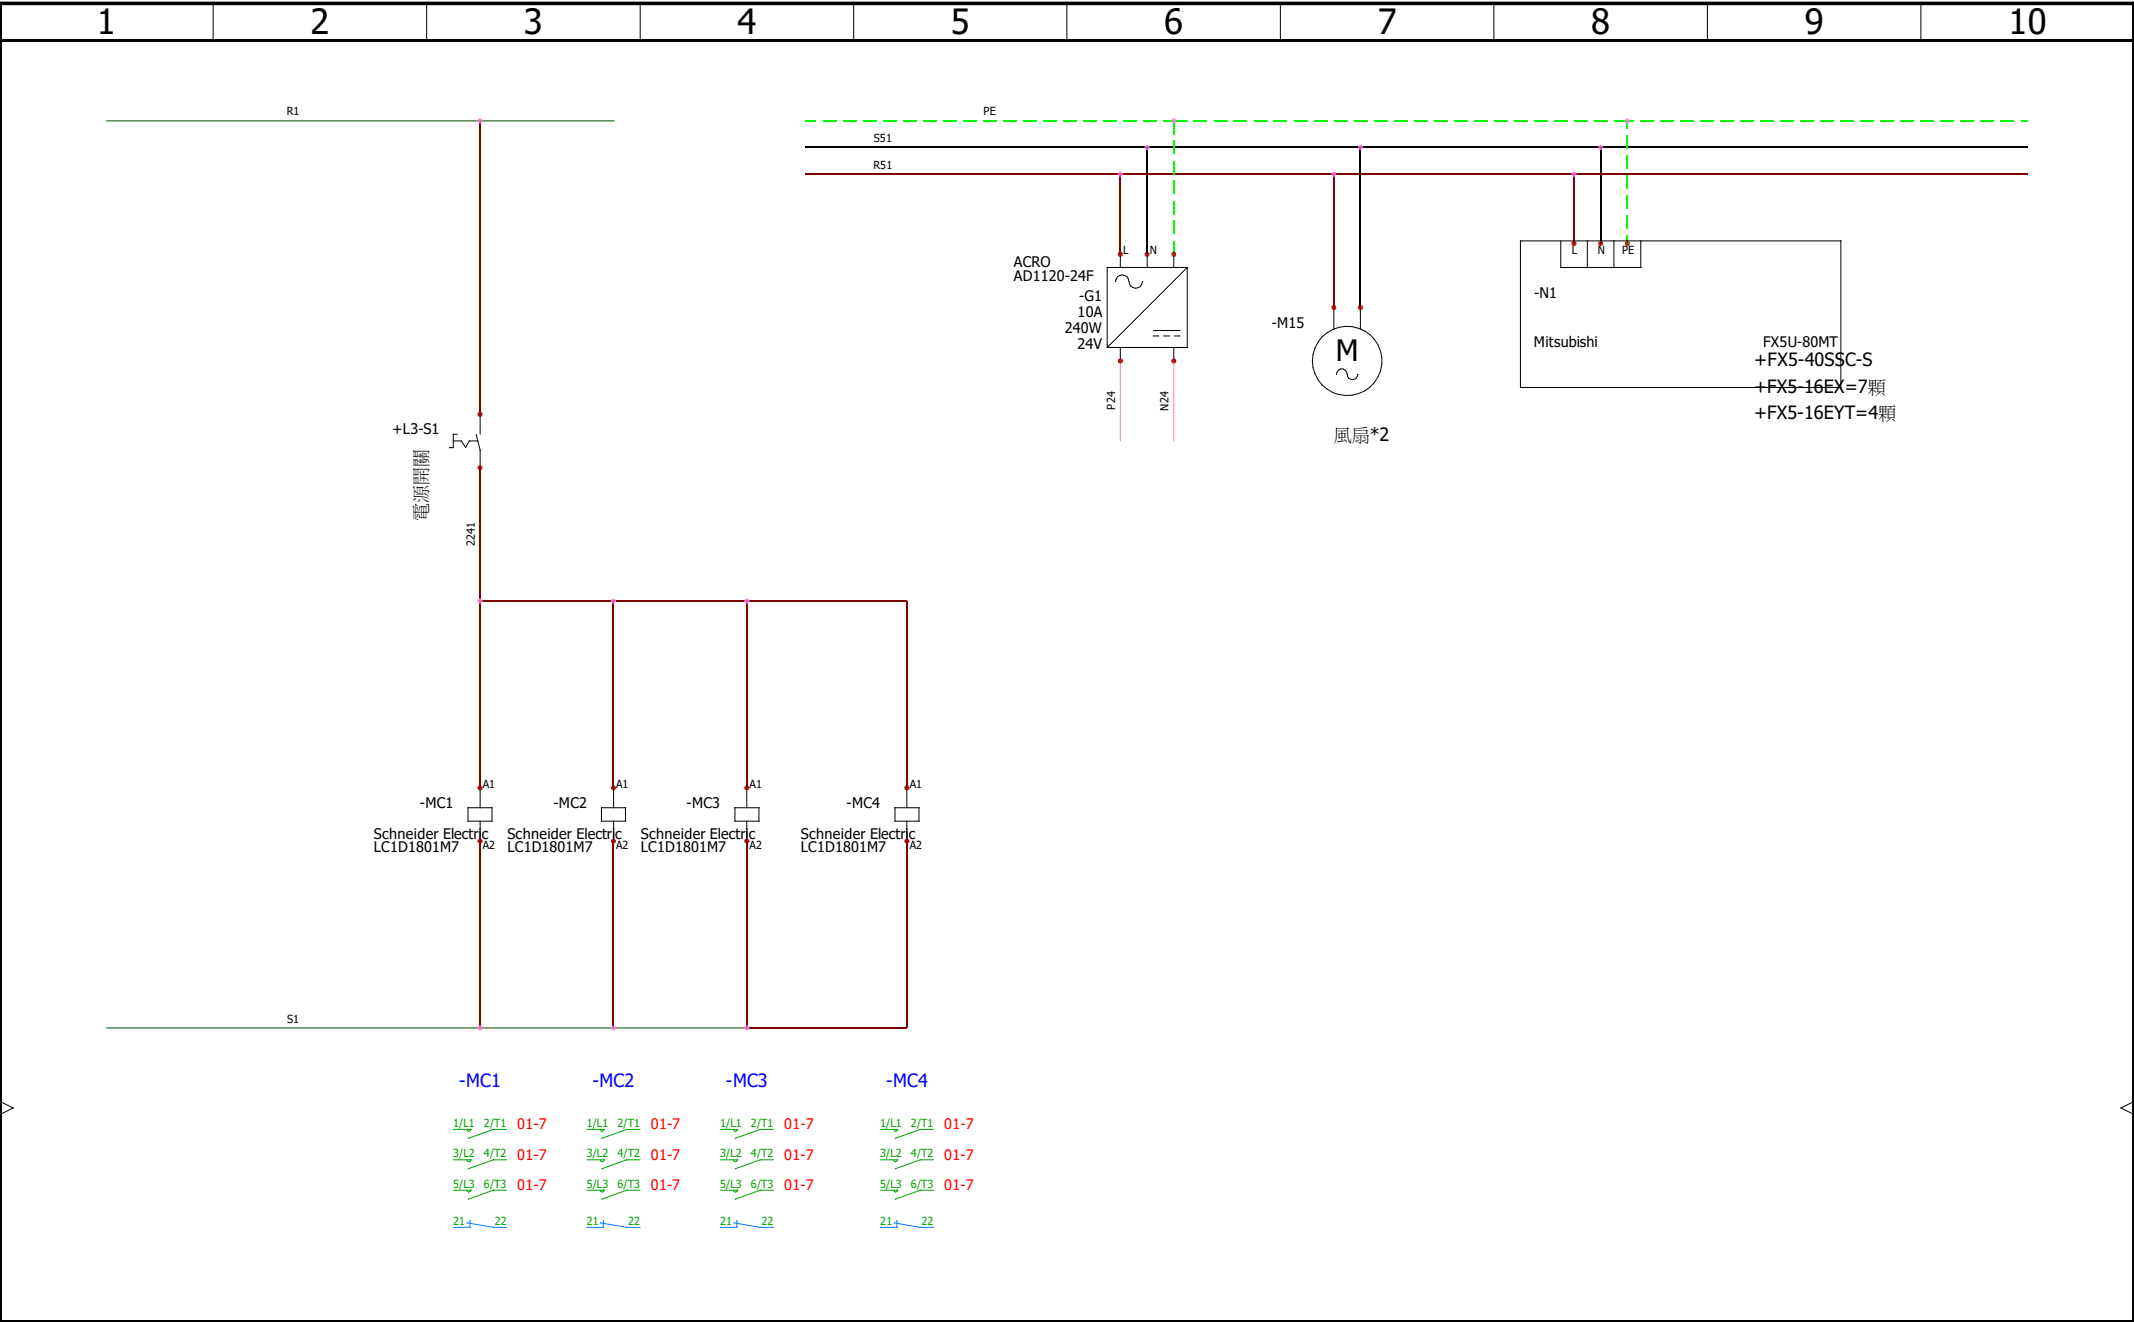 1 2 3 4 5 6 7 8 9 10
R1
PE
S51
R51
L N
ACRO
AD1120-24F
-G1
10A
240W
24V
P24
N24
-M15
M
風扇*2
L N PE
-N1
Mitsubishi
FX5U-80MT
+FX5-40SSC-S
+FX5-16EX=7顆
+FX5-16EYT=4顆
+L3-S1
電源開關
2241
A1 A1 A1 A1
-MC1 -MC2 -MC3 -MC4
Schneider Electric Schneider Electric Schneider Electric Schneider Electric
LC1D1801M7 LC1D1801M7 LC1D1801M7 LC1D1801M7
A2 A2 A2 A2
S1
-MC1 -MC2 -MC3 -MC4
1/L1 2/T1 01-7 1/L1 2/T1 01-7 1/L1 2/T1 01-7 1/L1 2/T1 01-7
3/L2 4/T2 01-7 3/L2 4/T2 01-7 3/L2 4/T2 01-7 3/L2 4/T2 01-7
5/L3 6/T3 01-7 5/L3 6/T3 01-7 5/L3 6/T3 01-7 5/L3 6/T3 01-7
21 22 21 22 21 22 21 22